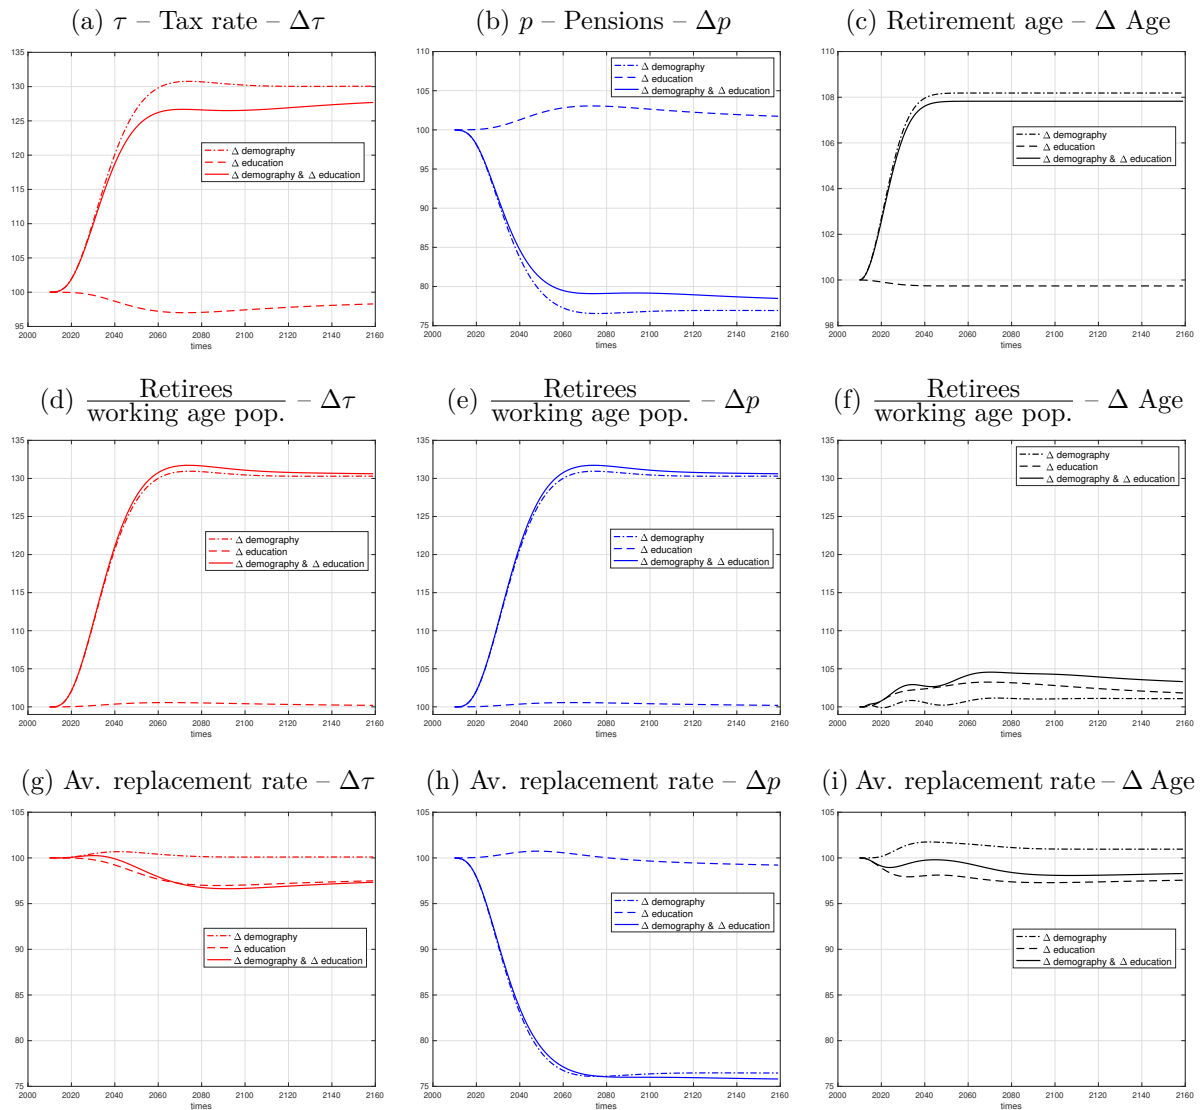 (a) τ – Tax rate – Δτ
(b) p – Pensions – Δp
(c) Retirement age – Δ Age
135
130
125
120
115
110
105
100
95
2000 2020 2040 2060 2080 2100 2120 2140 2160
times
Δ demography
Δ education
Δ demography & Δ education
110
105
100
95
90
85
80
75
2000 2020 2040 2060 2080 2100 2120 2140 2160
times
Δ demography
Δ education
Δ demography & Δ education
110
108
106
104
102
100
98
2000 2020 2040 2060 2080 2100 2120 2140 2160
times
Δ demography
Δ education
Δ demography & Δ education
(d) Retirees
working age pop. – Δτ
(e) Retirees
working age pop. – Δp
(f) Retirees
working age pop. – Δ Age
135
130
125
120
115
110
105
100
2000 2020 2040 2060 2080 2100 2120 2140 2160
times
Δ demography
Δ education
Δ demography & Δ education
135
130
125
120
115
110
105
100
2000 2020 2040 2060 2080 2100 2120 2140 2160
times
Δ demography
Δ education
Δ demography & Δ education
135
130
125
120
115
110
105
100
2000 2020 2040 2060 2080 2100 2120 2140 2160
times
Δ demography
Δ education
Δ demography & Δ education
(g) Av. replacement rate – Δτ
(h) Av. replacement rate – Δp
(i) Av. replacement rate – Δ Age
105
100
95
90
85
80
75
2000 2020 2040 2060 2080 2100 2120 2140 2160
times
Δ demography
Δ education
Δ demography & Δ education
105
100
95
90
85
80
75
2000 2020 2040 2060 2080 2100 2120 2140 2160
times
Δ demography
Δ education
Δ demography & Δ education
105
100
95
90
85
80
75
2000 2020 2040 2060 2080 2100 2120 2140 2160
times
Δ demography
Δ education
Δ demography & Δ education